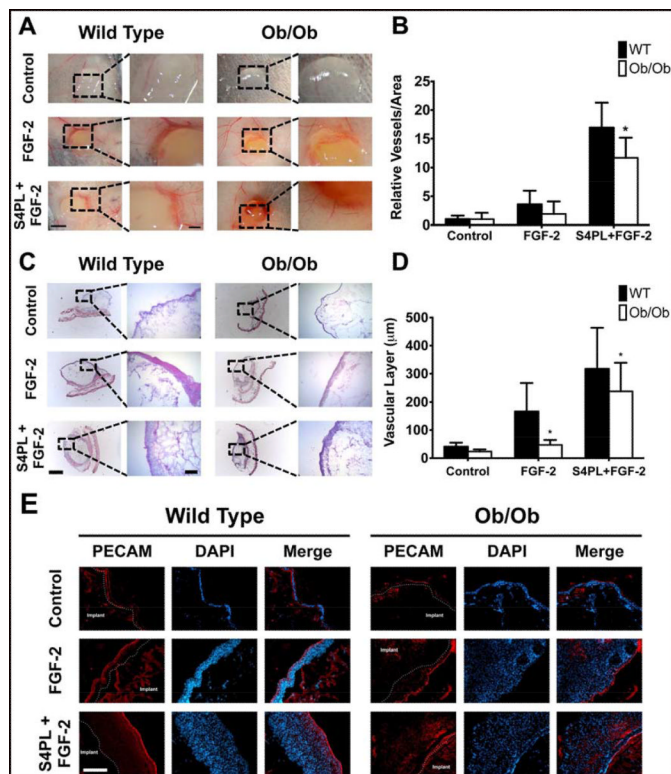 A
Wild Type
Ob/Ob
Control
FGF-2
S4PL +
FGF-2
B
WT
Ob/Ob
Relative Vessels/Area
25
20
15
10
5
0
*
Control
FGF-2
S4PL+FGF-2
C
Wild Type
Ob/Ob
Control
FGF-2
S4PL +
FGF-2
D
WT
Ob/Ob
Vascular Layer (μm)
500
400
300
200
100
0
*
*
Control
FGF-2
S4PL+FGF-2
E
Wild Type
Ob/Ob
PECAM
DAPI
Merge
PECAM
DAPI
Merge
Control
Implant
Implant
FGF-2
Implant
Implant
S4PL +
FGF-2
Implant
Implant